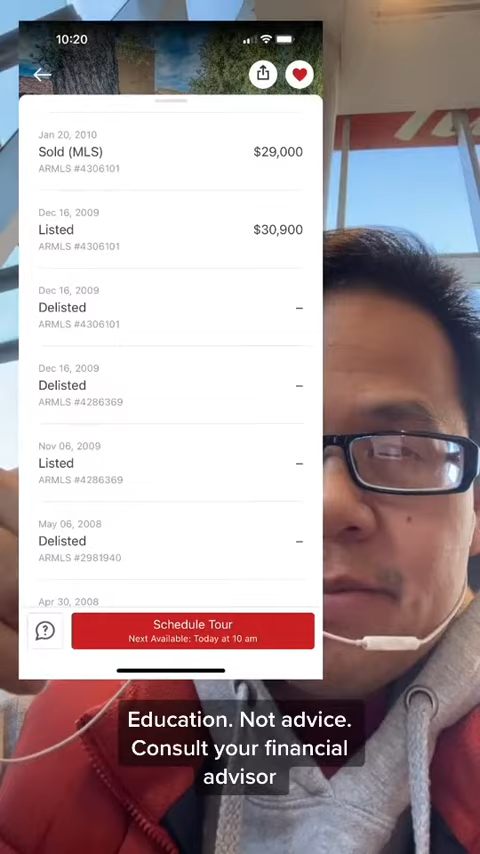 10:20
Jan 20, 2010
Sold (MLS) $29,000
ARMLS #4306101
Dec 16, 2009
Listed $30,900
ARMLS #4306101
Dec 16, 2009
Delisted –
ARMLS #4306101
Dec 16, 2009
Delisted –
ARMLS #4286369
Nov 06, 2009
Listed –
ARMLS #4286369
May 06, 2008
Delisted –
ARMLS #2981940
Apr 30, 2008
Schedule Tour
Next Available: Today at 10 am
Education. Not advice.
Consult your financial
advisor